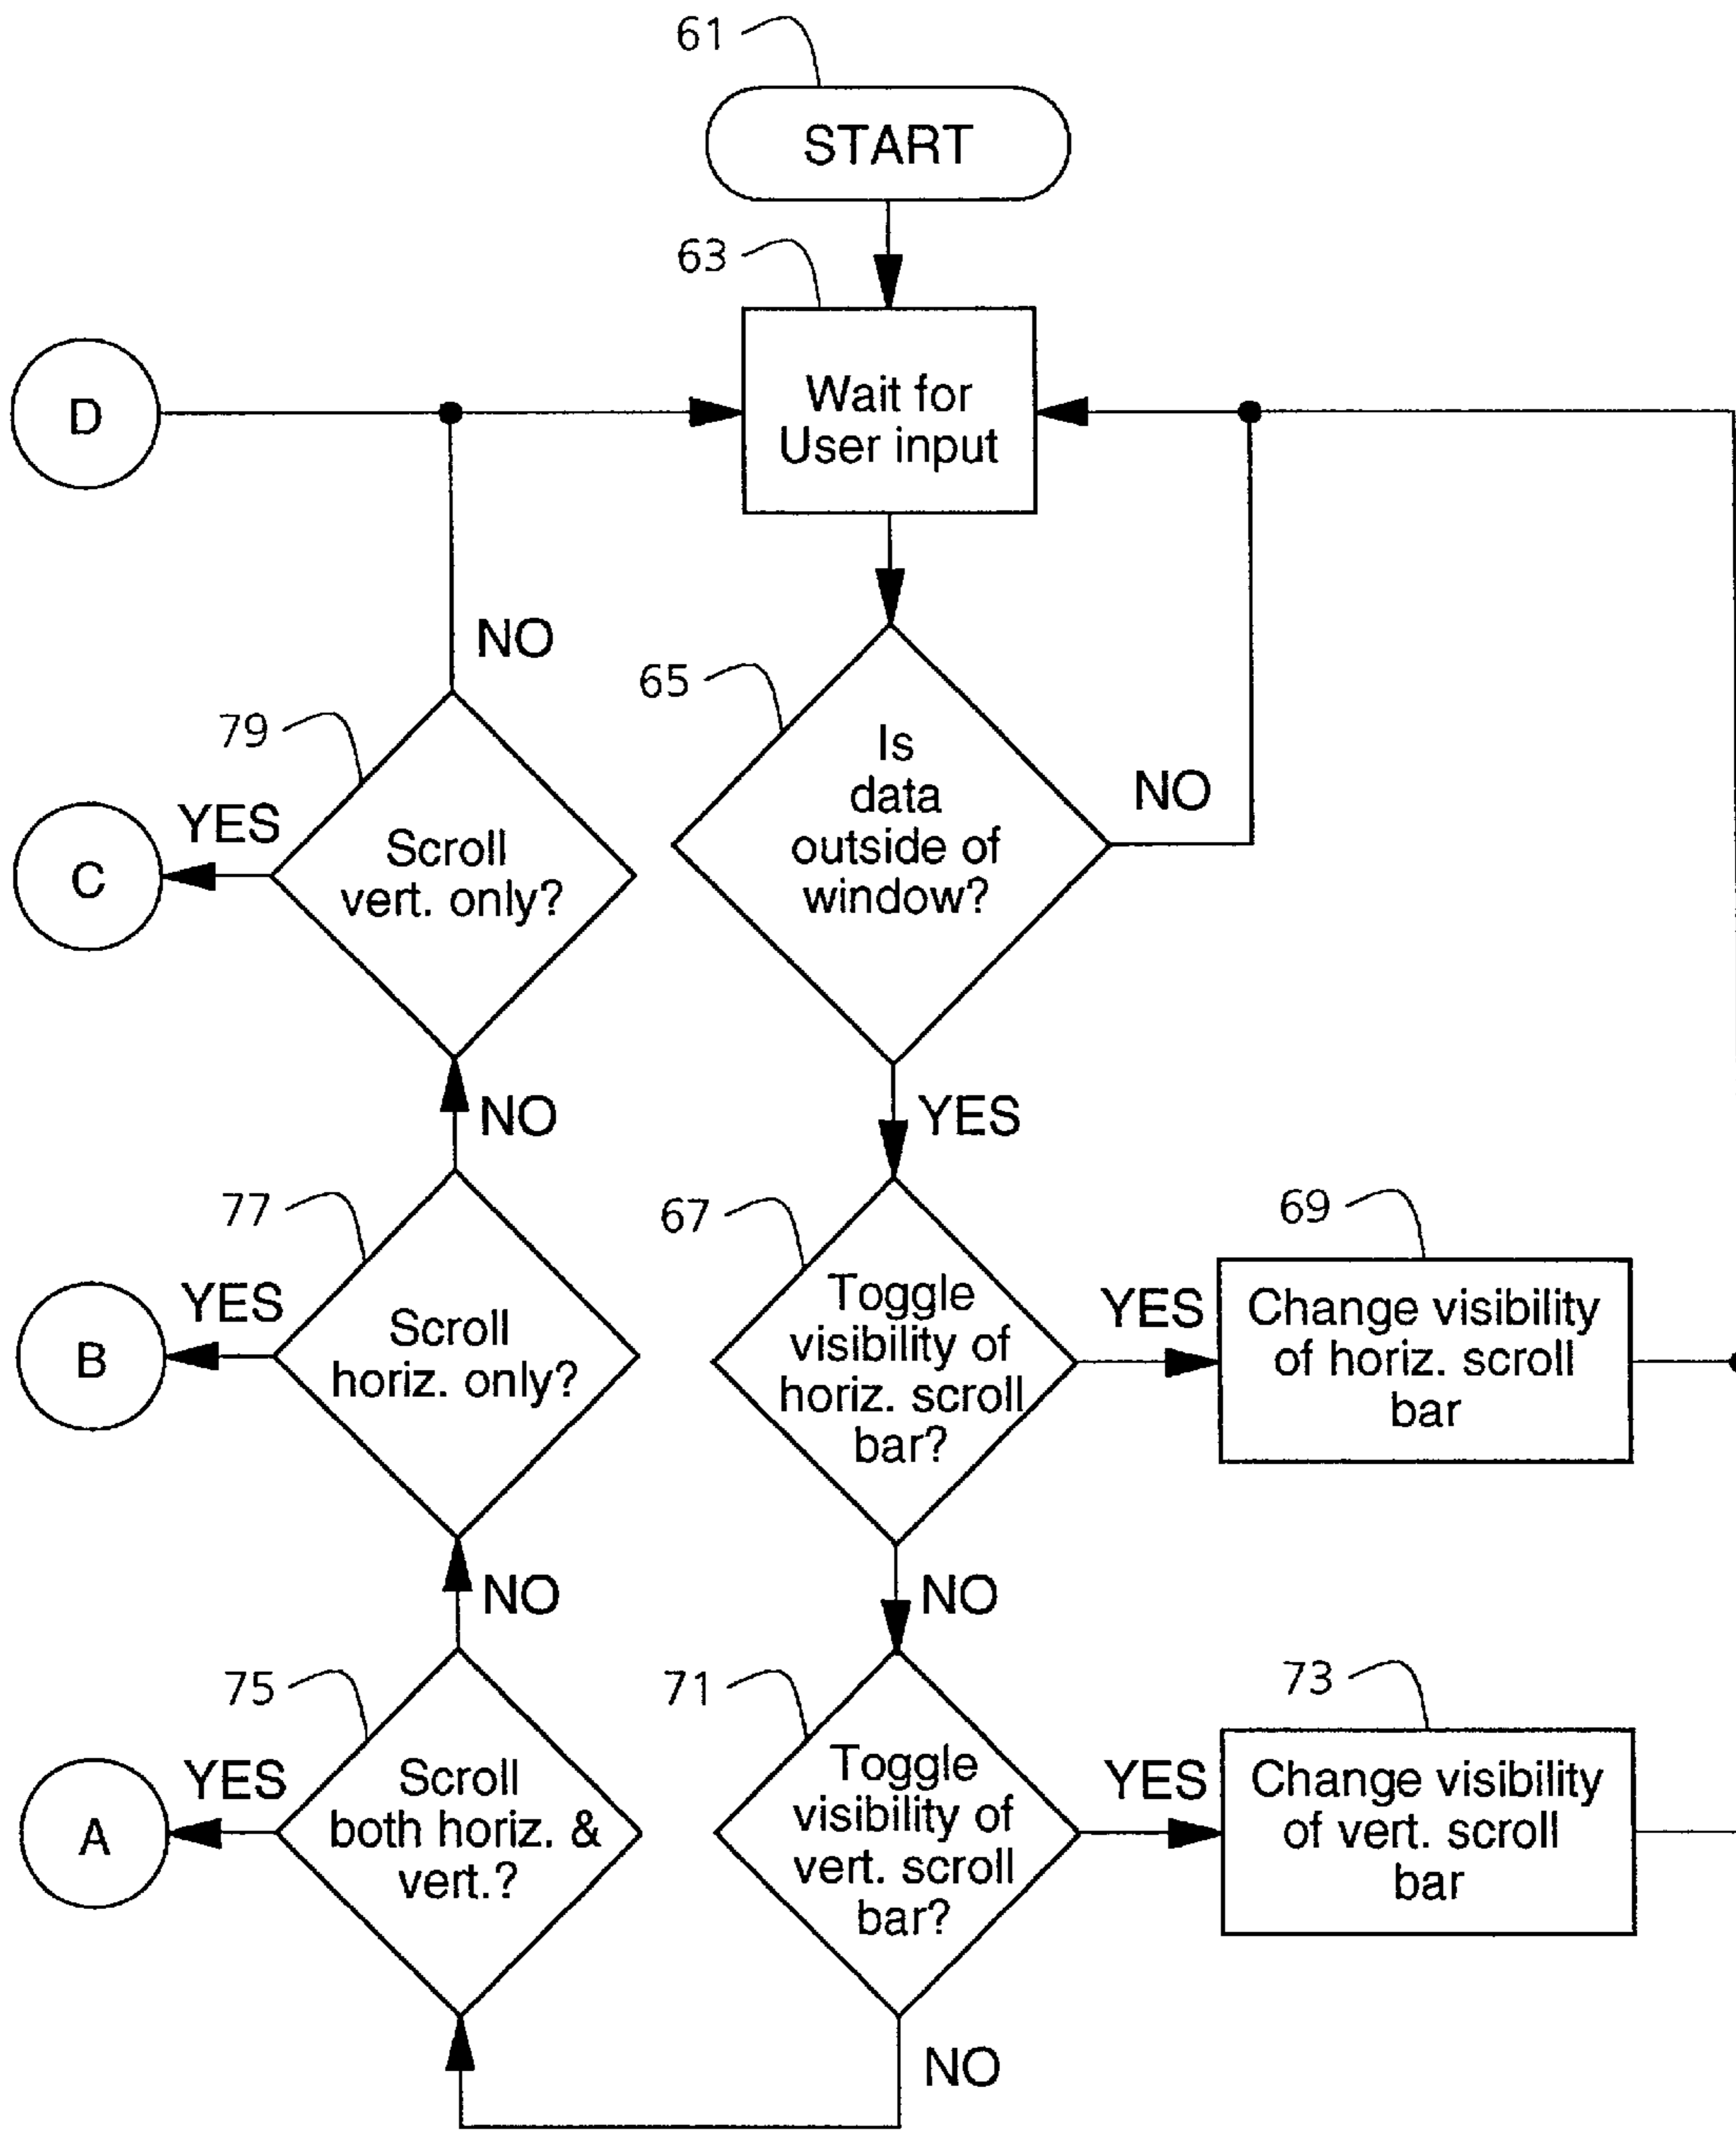 61
START
63
D
Wait for
User input
NO
65
79
Is
data
outside of
window?
NO
YES
C
Scroll
vert. only?
NO
YES
77
67
69
YES
B
Scroll
horiz. only?
Toggle
visibility of
horiz. scroll
bar?
YES
Change visibility
of horiz. scroll
bar
NO
NO
75
71
73
YES
A
Scroll
both horiz. &
vert.?
Toggle
visibility of
vert. scroll
bar?
YES
Change visibility
of vert. scroll
bar
NO